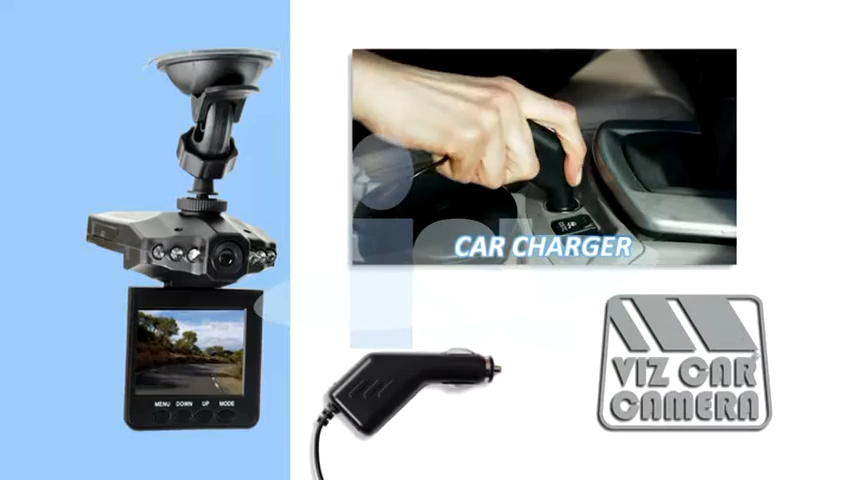 CAR CHARGER
VIZ CAR
CAMERA
MENU DOWN UP MODE